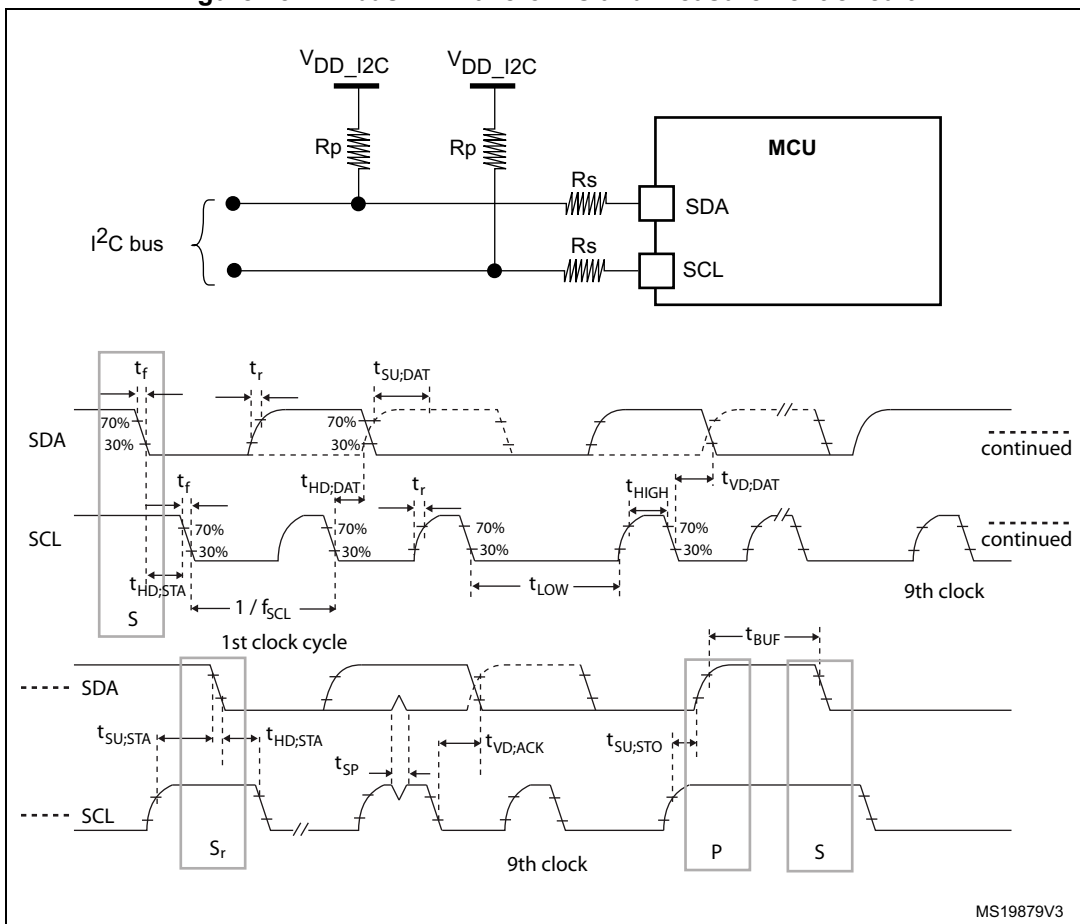 VDD_I2C VDD_I2C
Rp Rp
MCU
Rs
SDA
I2C bus
Rs
SCL
tf tr tSU;DAT
SDA
70%
30%
70%
30%
continued
tf tHD;DAT tr tHIGH tVD;DAT
SCL
70%
30%
70%
30%
70%
30%
70%
30%
continued
tHD;STA
1 / fSCL
tLOW
9th clock
S
1st clock cycle
tBUF
SDA
tSU;STA tHD;STA tSP tVD;ACK tSU;STO
SCL
Sr
9th clock
P
S
MS19879V3